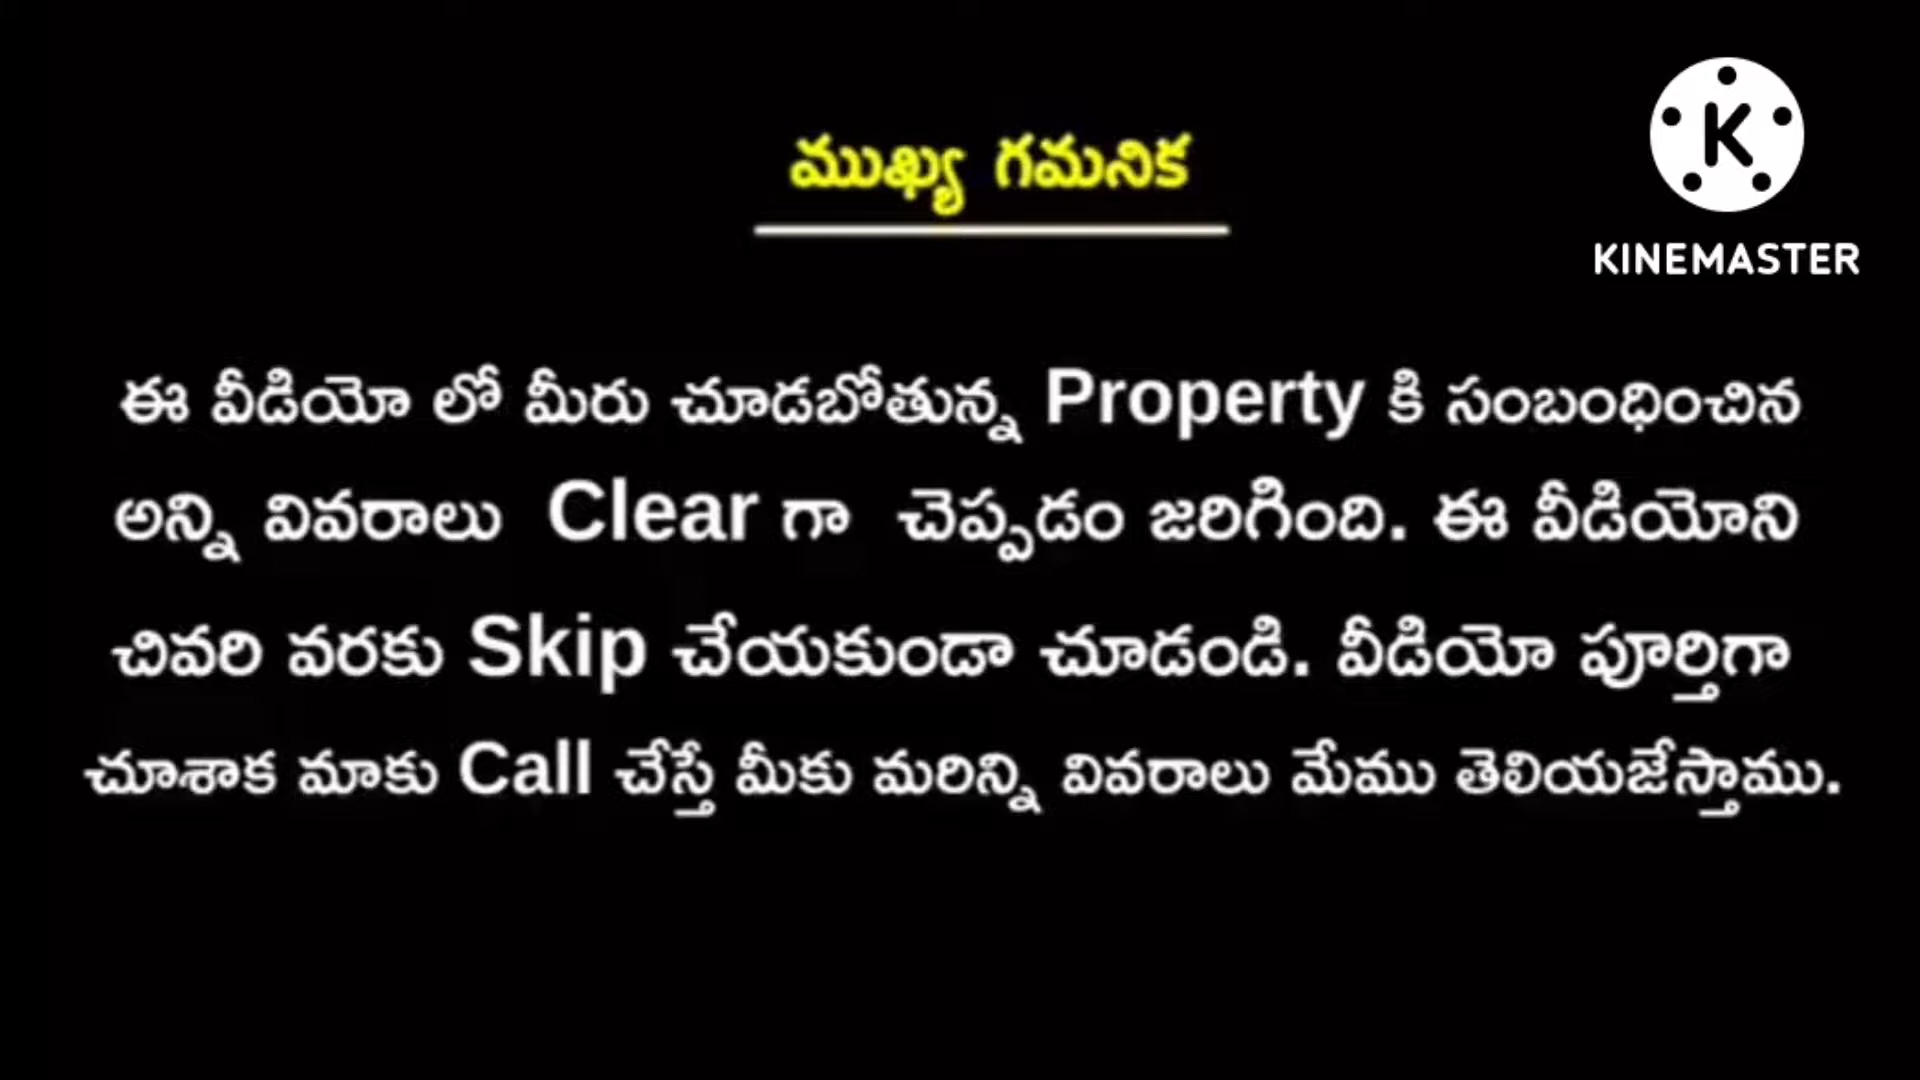 ముఖ్య గమనిక
KINEMASTER
ఈ వీడియో లో మీరు చూడబోతున్న Property కి సంబంధించిన
అన్ని వివరాలు Clear గా చెప్పడం జరిగింది. ఈ వీడియోని
చివరి వరకు Skip చేయకుండా చూడండి. వీడియో పూర్తిగా
చూశాక మాకు Call చేస్తే మీకు మరిన్ని వివరాలు మేము తెలియజేస్తాము.